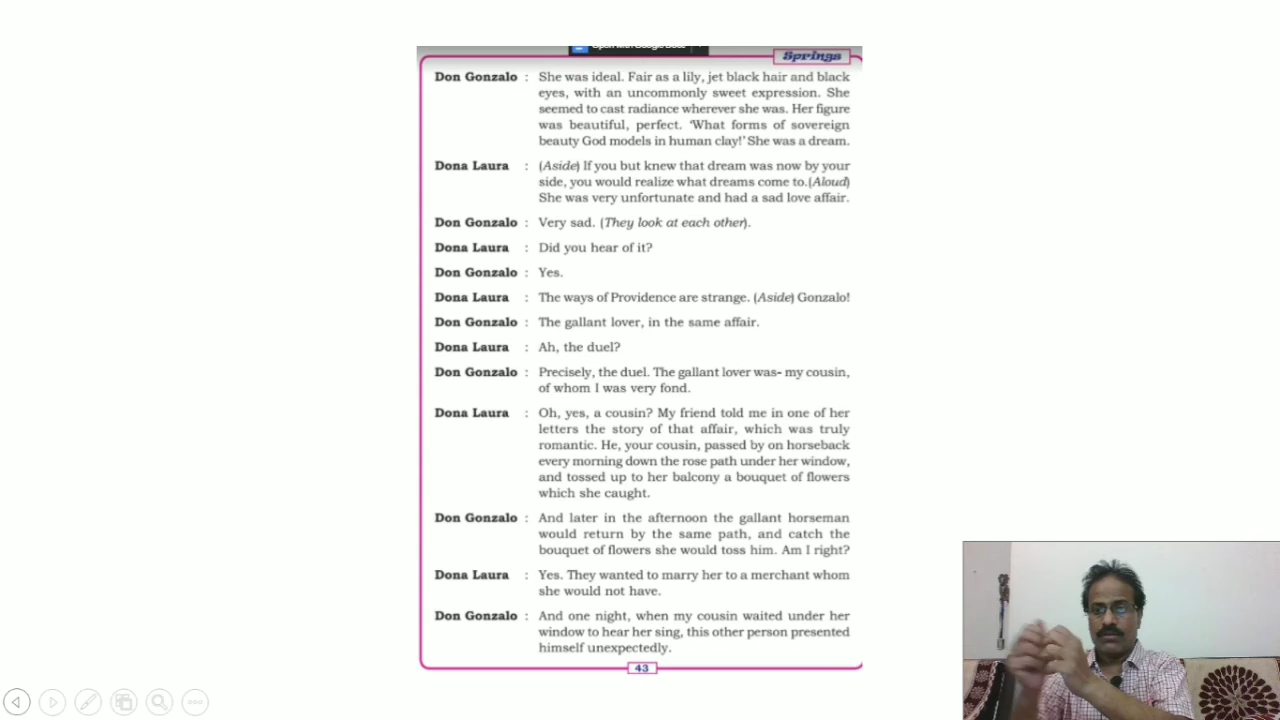 Springs
Don Gonzalo : She was ideal. Fair as a lily, jet black hair and black
eyes, with an uncommonly sweet expression. She
seemed to cast radiance wherever she was. Her figure
was beautiful, perfect. 'What forms of sovereign
beauty God models in human clay!' She was a dream.
Dona Laura : (Aside) If you but knew that dream was now by your
side, you would realize what dreams come to.(Aloud)
She was very unfortunate and had a sad love affair.
Don Gonzalo : Very sad. (They look at each other).
Dona Laura : Did you hear of it?
Don Gonzalo : Yes.
Dona Laura : The ways of Providence are strange. (Aside) Gonzalo!
Don Gonzalo : The gallant lover, in the same affair.
Dona Laura : Ah, the duel?
Don Gonzalo : Precisely, the duel. The gallant lover was- my cousin,
of whom I was very fond.
Dona Laura : Oh, yes, a cousin? My friend told me in one of her
letters the story of that affair, which was truly
romantic. He, your cousin, passed by on horseback
every morning down the rose path under her window,
and tossed up to her balcony a bouquet of flowers
which she caught.
Don Gonzalo : And later in the afternoon the gallant horseman
would return by the same path, and catch the
bouquet of flowers she would toss him. Am I right?
Dona Laura : Yes. They wanted to marry her to a merchant whom
she would not have.
Don Gonzalo : And one night, when my cousin waited under her
window to hear her sing, this other person presented
himself unexpectedly.
43